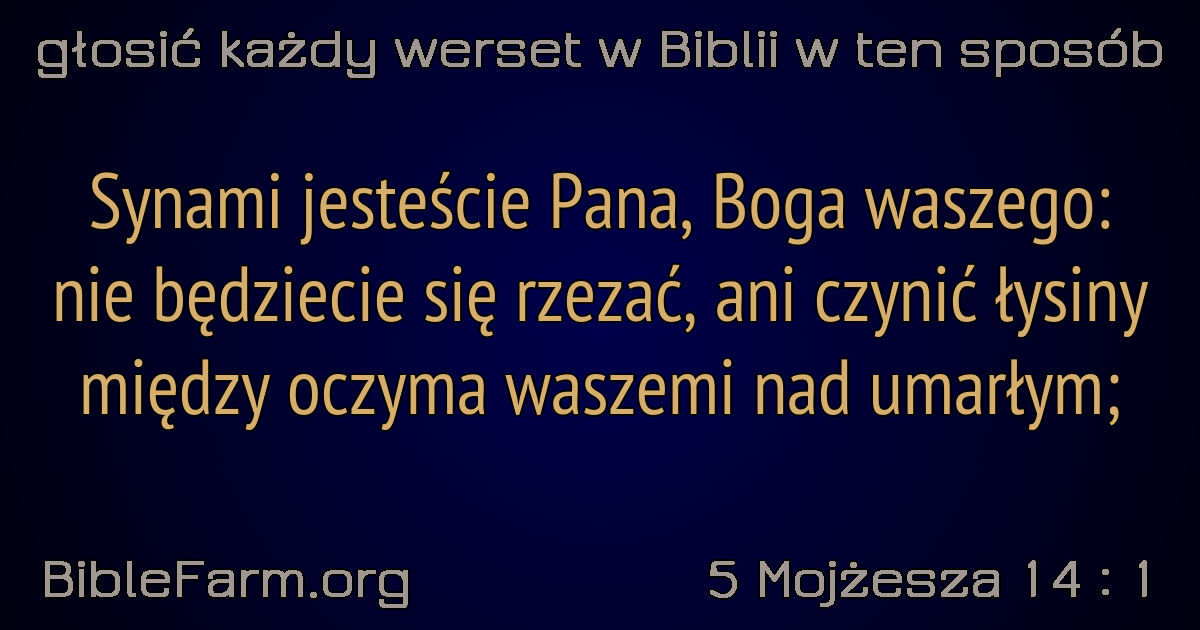 głosić każdy werset w Biblii w ten sposób
Synami jesteście Pana, Boga waszego:
nie będziecie się rzezać, ani czynić łysiny
między oczyma waszemi nad umarłym;
BibleFarm.org
5 Mojżesza 14 : 1